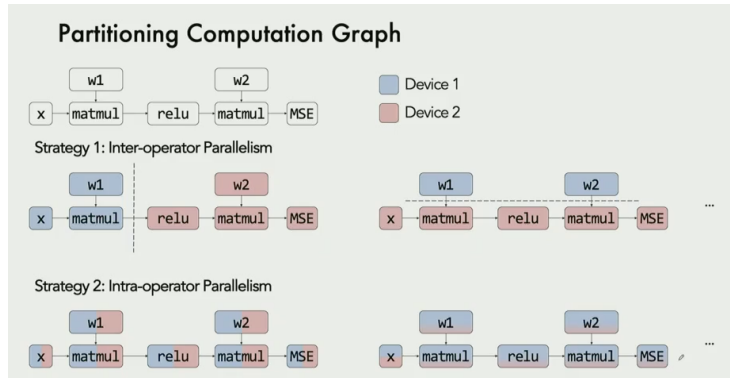 Partitioning Computation Graph
w1 w2
x matmul relu matmul MSE
Device 1
Device 2
Strategy 1: Inter-operator Parallelism
w1 w2 w1 w2
x matmul relu matmul MSE x matmul relu matmul MSE
...
Strategy 2: Intra-operator Parallelism
w1 w2 w1 w2
x matmul relu matmul MSE x matmul relu matmul MSE
...